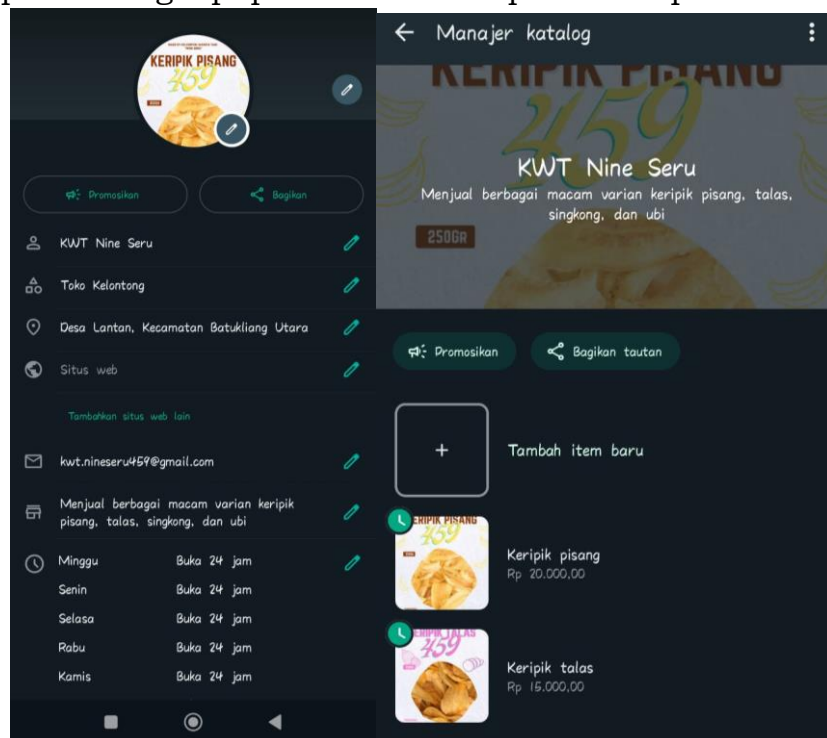 KERIPIK PISANG
459
Promosikan
Bagikan
KWT Nine Seru
Toko Kelontong
Desa Lantan, Kecamatan Batukliang Utara
Situs web
Tambahkan situs web lain
kwt.nineseru459@gmail.com
Menjual berbagai macam varian keripik
pisang, talas, singkong, dan ubi
Minggu Buka 24 jam
Senin Buka 24 jam
Selasa Buka 24 jam
Rabu Buka 24 jam
Kamis Buka 24 jam
Manajer katalog
KERIPIK PISANG
459
KWT Nine Seru
Menjual berbagai macam varian keripik pisang, talas,
singkong, dan ubi
250GR
Promosikan
Bagikan tautan
Tambah item baru
KERIPIK PISANG
459
Keripik pisang
Rp 20.000,00
KERIPIK TALAS
459
Keripik talas
Rp 15.000,00